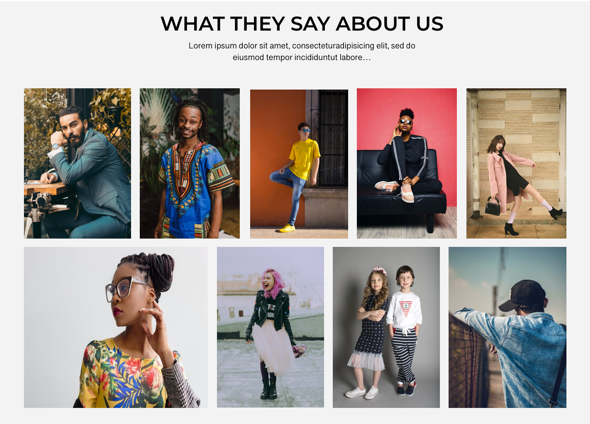 WHAT THEY SAY ABOUT US
Lorem ipsum dolor sit amet, consecteturadipisicing elit, sed do
eiusmod tempor incididuntut labore…